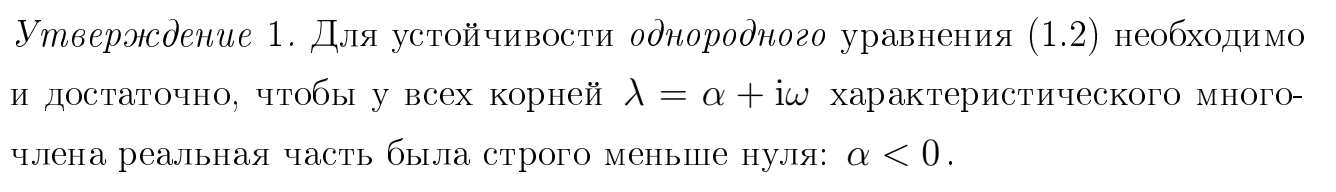 Утверждение 1. Для устойчивости однородного уравнения (1.2) необходимо
и достаточно, чтобы у всех корней λ = α + iω характеристического много-
члена реальная часть была строго меньше нуля: α < 0.